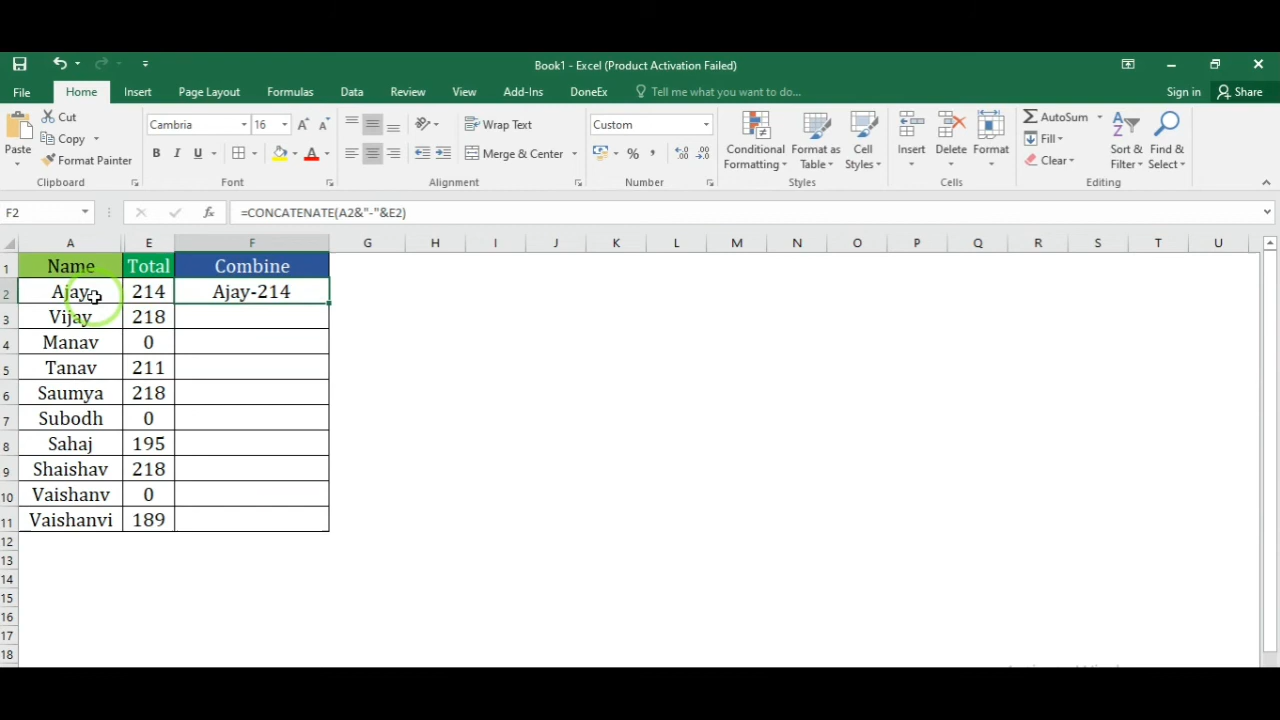 Book1 - Excel (Product Activation Failed)
File Home Insert Page Layout Formulas Data Review View Add-Ins DoneEx Tell me what you want to do... Sign in Share
Paste Cut Copy Format Painter
Cambria 16 A A
B I U A
Wrap Text
Merge & Center
Custom
% ,
Conditional Formatting Format as Table Cell Styles
Insert Delete Format
AutoSum Fill Clear
Sort & Filter Find & Select
Clipboard Font Alignment Number Styles Cells Editing
F2 fx =CONCATENATE(A2&"-"&E2)
A E F G H I J K L M N O P Q R S T U
1 Name Total Combine
2 Ajay 214 Ajay-214
3 Vijay 218
4 Manav 0
5 Tanav 211
6 Saumya 218
7 Subodh 0
8 Sahaj 195
9 Shaishav 218
10 Vaishanv 0
11 Vaishanvi 189
12
13
14
15
16
17
18